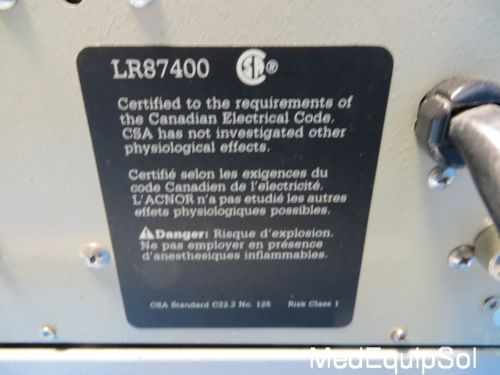 LR87400 ®
Certified to the requirements of
the Canadian Electrical Code.
CSA has not investigated other
physiological effects.
Certifié selon les exigences du
code Canadien de l'electricité.
L'ACNOR n'a pas etudié les autres
effets physiologiques possibles.
⚠Danger: Risque d'explosion.
Ne pas employer en présence
d'anesthesiques inflammables.
CSA Standard C22.2 No. 125 Risk Class 1
MedEquipSol